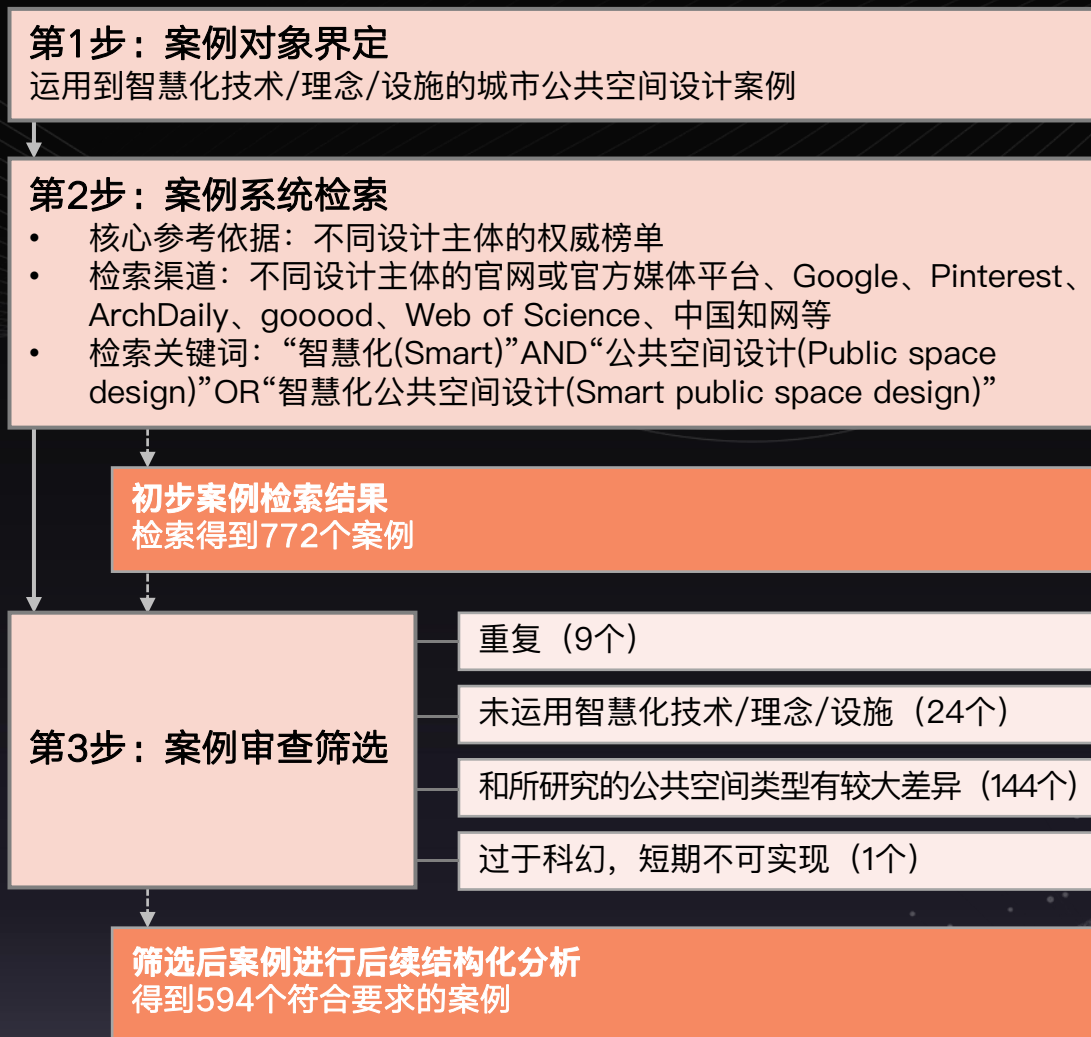 第1步：案例对象界定
运用到智慧化技术/理念/设施的城市公共空间设计案例
第2步：案例系统检索
• 核心参考依据：不同设计主体的权威榜单
• 检索渠道：不同设计主体的官网或官方媒体平台、Google、Pinterest、
ArchDaily、gooood、Web of Science、中国知网等
• 检索关键词：“智慧化(Smart)”AND“公共空间设计(Public space
design)”OR“智慧化公共空间设计(Smart public space design)”
初步案例检索结果
检索得到772个案例
第3步：案例审查筛选
重复（9个）
未运用智慧化技术/理念/设施（24个）
和所研究的公共空间类型有较大差异（144个）
过于科幻，短期不可实现（1个）
筛选后案例进行后续结构化分析
得到594个符合要求的案例